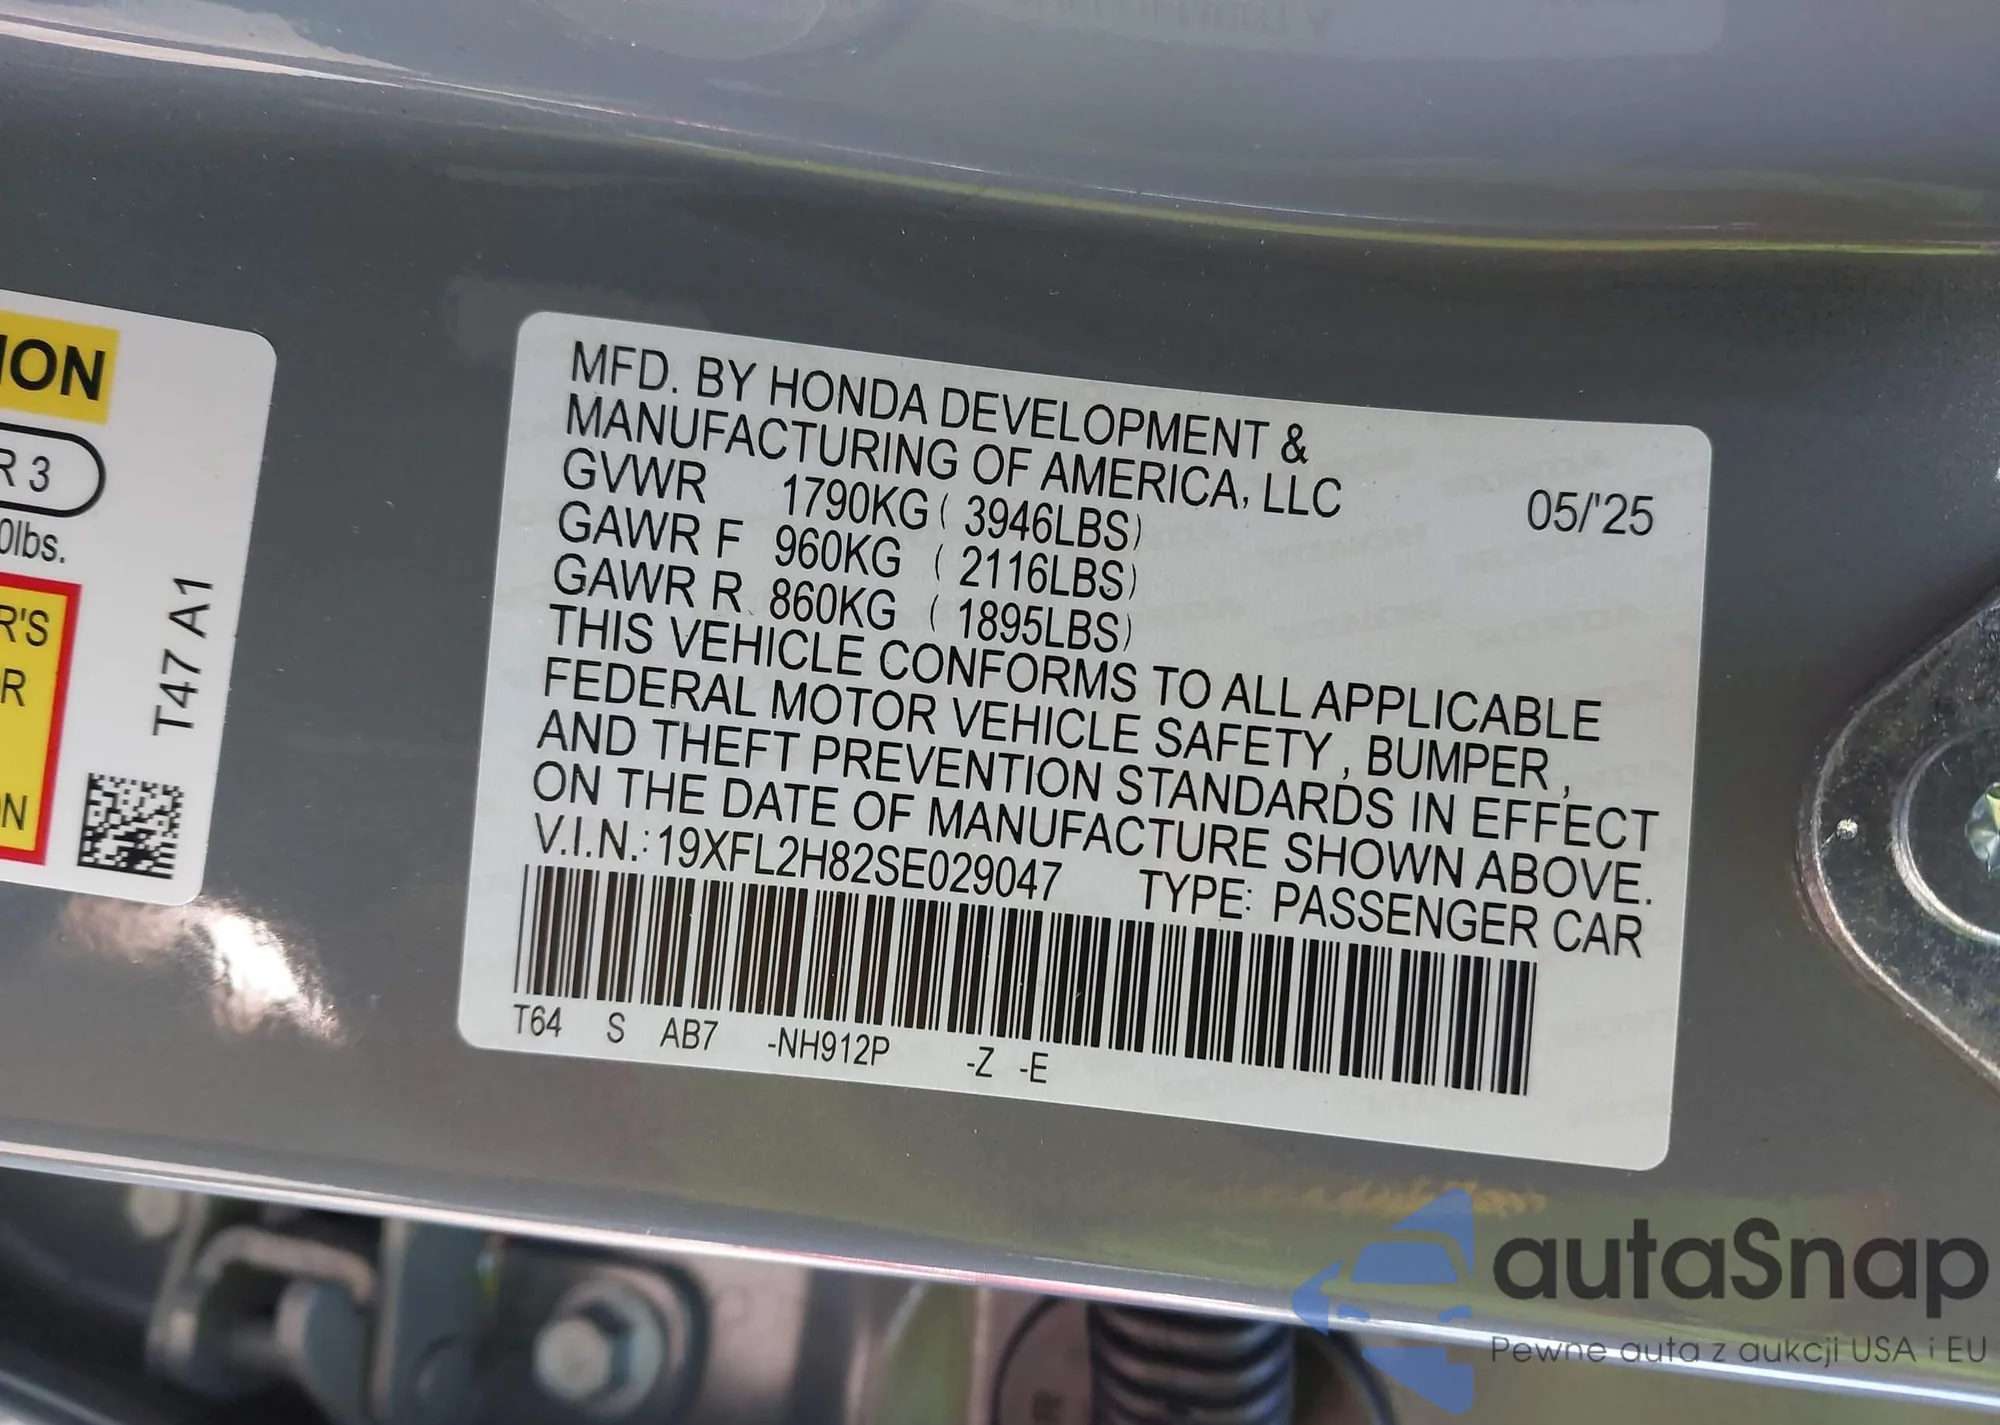 ION
R 3
0lbs.
R'S
R
N
T47 A1
MFD. BY HONDA DEVELOPMENT &
MANUFACTURING OF AMERICA, LLC
GVWR 1790KG ( 3946LBS) 05/'25
GAWR F 960KG ( 2116LBS)
GAWR R 860KG ( 1895LBS)
THIS VEHICLE CONFORMS TO ALL APPLICABLE
FEDERAL MOTOR VEHICLE SAFETY , BUMPER ,
AND THEFT PREVENTION STANDARDS IN EFFECT
ON THE DATE OF MANUFACTURE SHOWN ABOVE.
V.I.N.: 19XFL2H82SE029047 TYPE: PASSENGER CAR
T64 S AB7 -NH912P -Z -E
autaSnap
Pewne auta z aukcji USA i EU